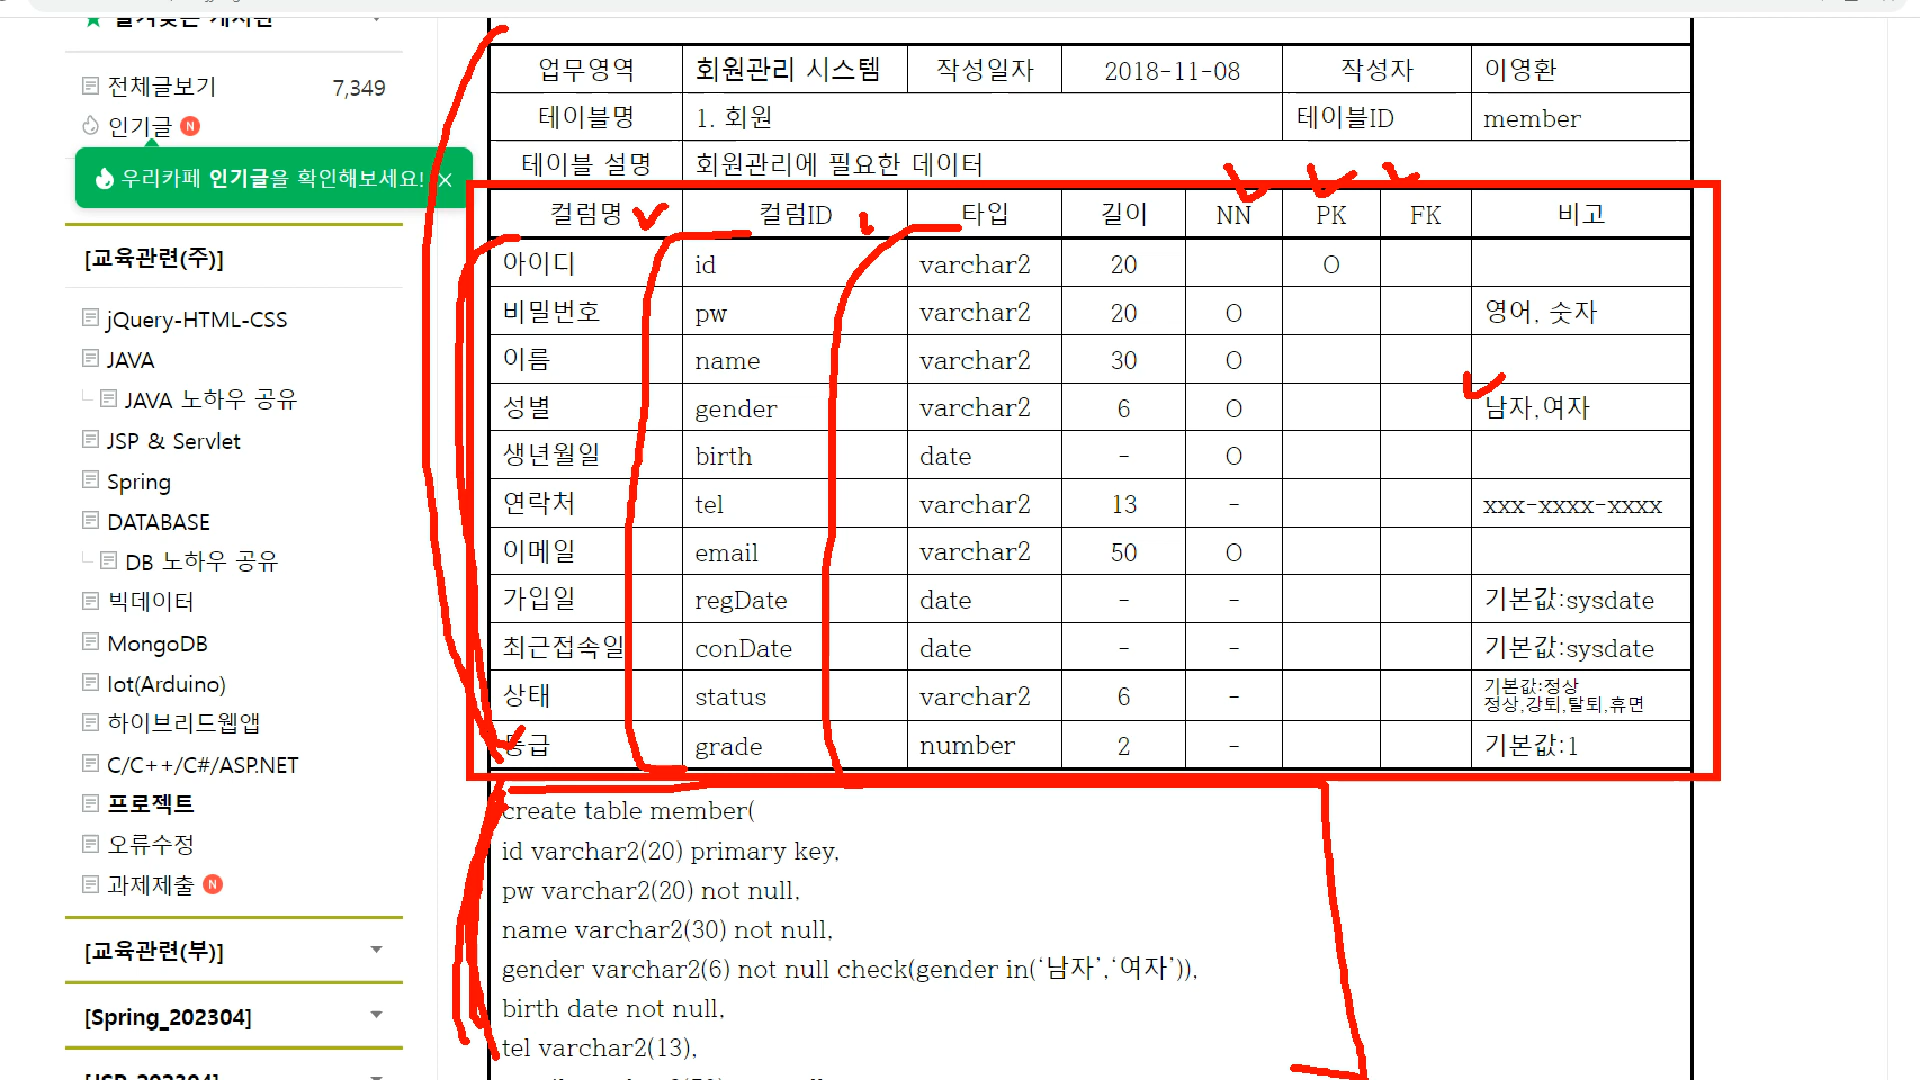 전체글보기 7,349
인기글 N
우리카페 인기글을 확인해보세요! X
[교육관련(주)]
jQuery-HTML-CSS
JAVA
JAVA 노하우 공유
JSP & Servlet
Spring
DATABASE
DB 노하우 공유
빅데이터
MongoDB
Iot(Arduino)
하이브리드웹앱
C/C++/C#/ASP.NET
프로젝트
오류수정
과제제출 N
[교육관련(부)]
[Spring_202304]
업무영역 회원관리 시스템 작성일자 2018-11-08 작성자 이영환
테이블명 1. 회원 테이블ID member
테이블 설명 회원관리에 필요한 데이터
컬럼명 컬럼ID 타입 길이 NN PK FK 비고
아이디 id varchar2 20 O
비밀번호 pw varchar2 20 O 영어, 숫자
이름 name varchar2 30 O
성별 gender varchar2 6 O 남자,여자
생년월일 birth date - O
연락처 tel varchar2 13 - xxx-xxxx-xxxx
이메일 email varchar2 50 O
가입일 regDate date - - 기본값:sysdate
최근접속일 conDate date - - 기본값:sysdate
상태 status varchar2 6 - 기본값:정상
정상,강퇴,탈퇴,휴면
등급 grade number 2 - 기본값:1
create table member(
id varchar2(20) primary key,
pw varchar2(20) not null,
name varchar2(30) not null,
gender varchar2(6) not null check(gender in(‘남자’,‘여자’)),
birth date not null,
tel varchar2(13),